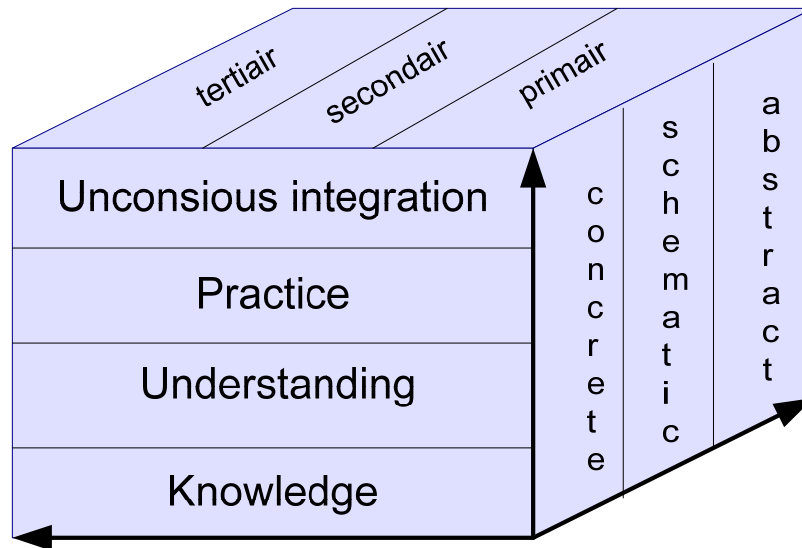 tertiair
secondair
primair
Unconsious integration
Practice
Understanding
Knowledge
concrete
schematic
abstract